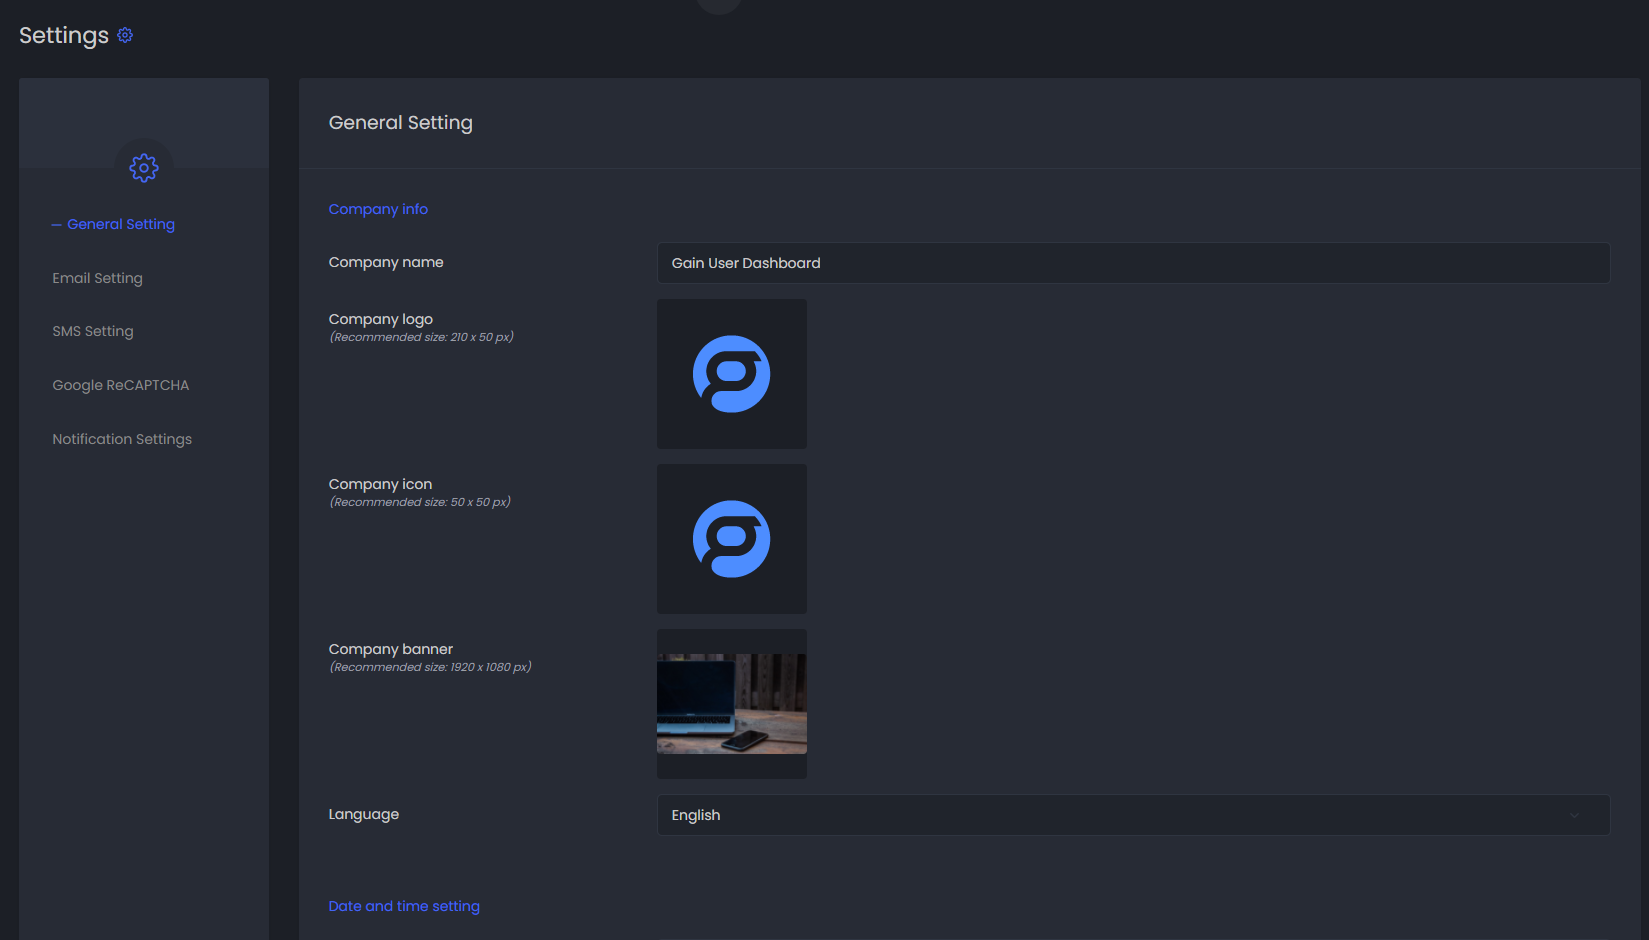 Settings
General Setting
Email Setting
SMS Setting
Google ReCAPTCHA
Notification Settings
General Setting
Company info
Company name
Gain User Dashboard
Company logo
(Recommended size: 210 x 50 px)
Company icon
(Recommended size: 50 x 50 px)
Company banner
(Recommended size: 1920 x 1080 px)
Language
English
Date and time setting